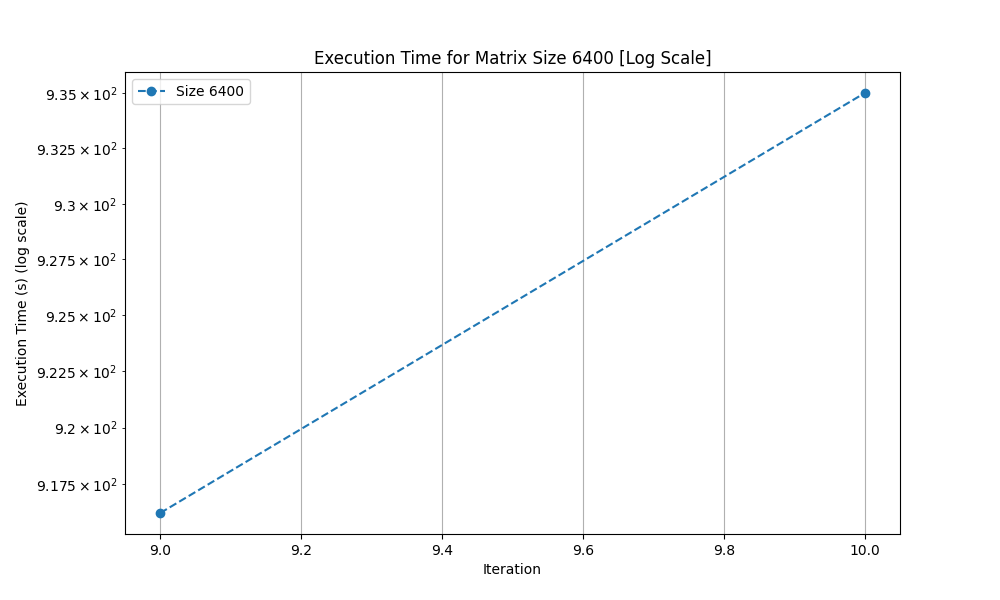 Execution Time for Matrix Size 6400 [Log Scale]
Size 6400
Execution Time (s) (log scale)
9.35 × 10²
9.325 × 10²
9.3 × 10²
9.275 × 10²
9.25 × 10²
9.225 × 10²
9.2 × 10²
9.175 × 10²
9.0 9.2 9.4 9.6 9.8 10.0
Iteration